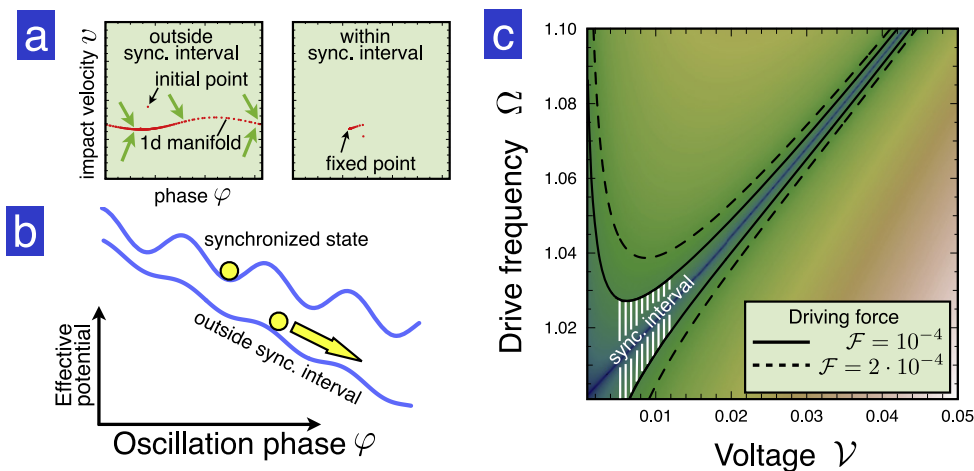 a
outside
sync. interval
initial point
1d manifold
within
sync. interval
fixed point
impact velocity υ
phase φ
b
synchronized state
outside sync. interval
Effective
potential
Oscillation phase φ
c
1.10
1.08
1.06
1.04
1.02
Drive frequency Ω
sync. interval
Driving force
F = 10⁻⁴
F = 2 · 10⁻⁴
0.01
0.02
0.03
0.04
0.05
Voltage V